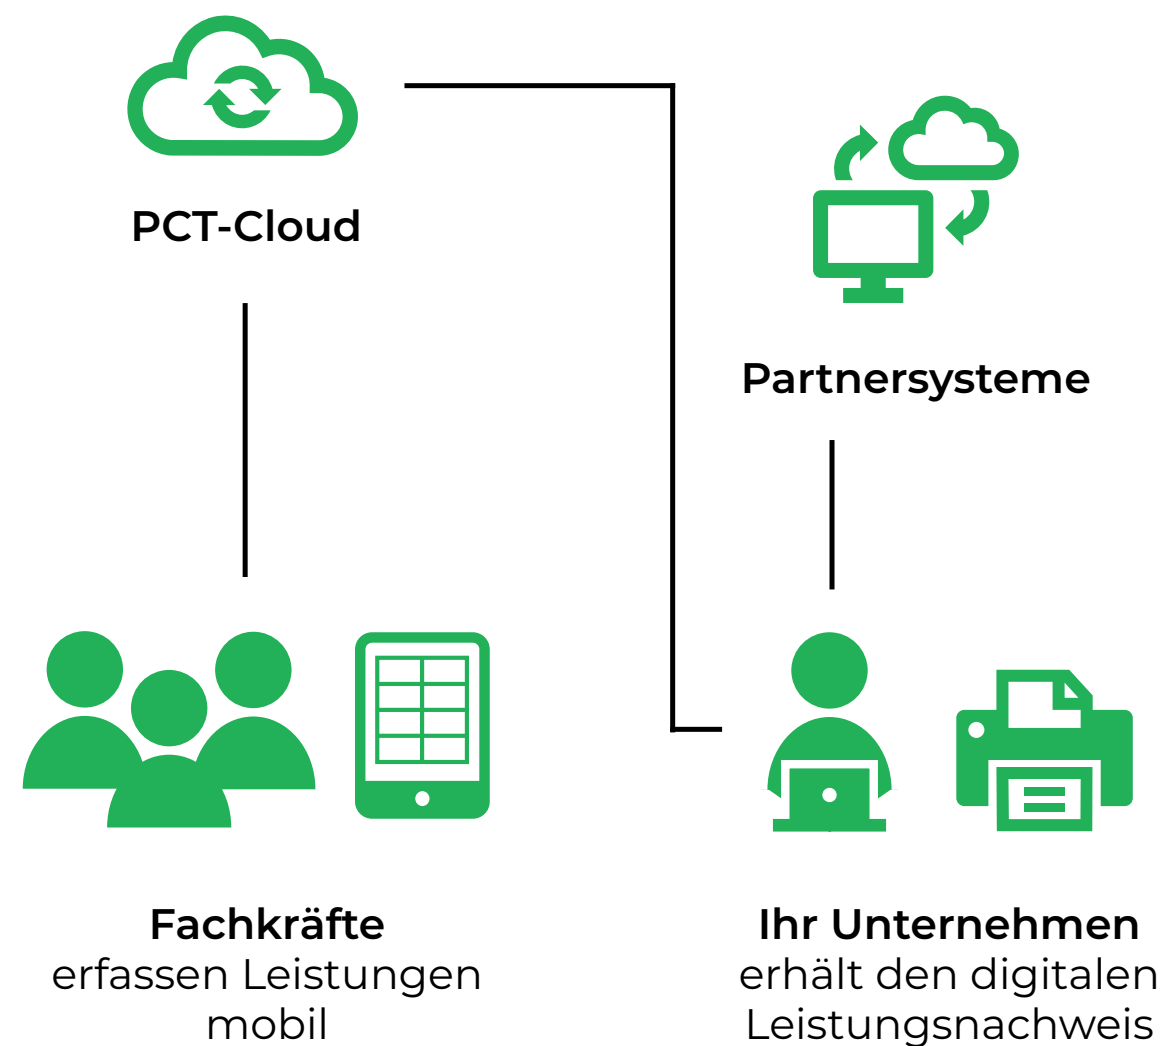 PCT-Cloud
Partnersysteme
Fachkräfte
erfassen Leistungen
mobil
Ihr Unternehmen
erhält den digitalen
Leistungsnachweis